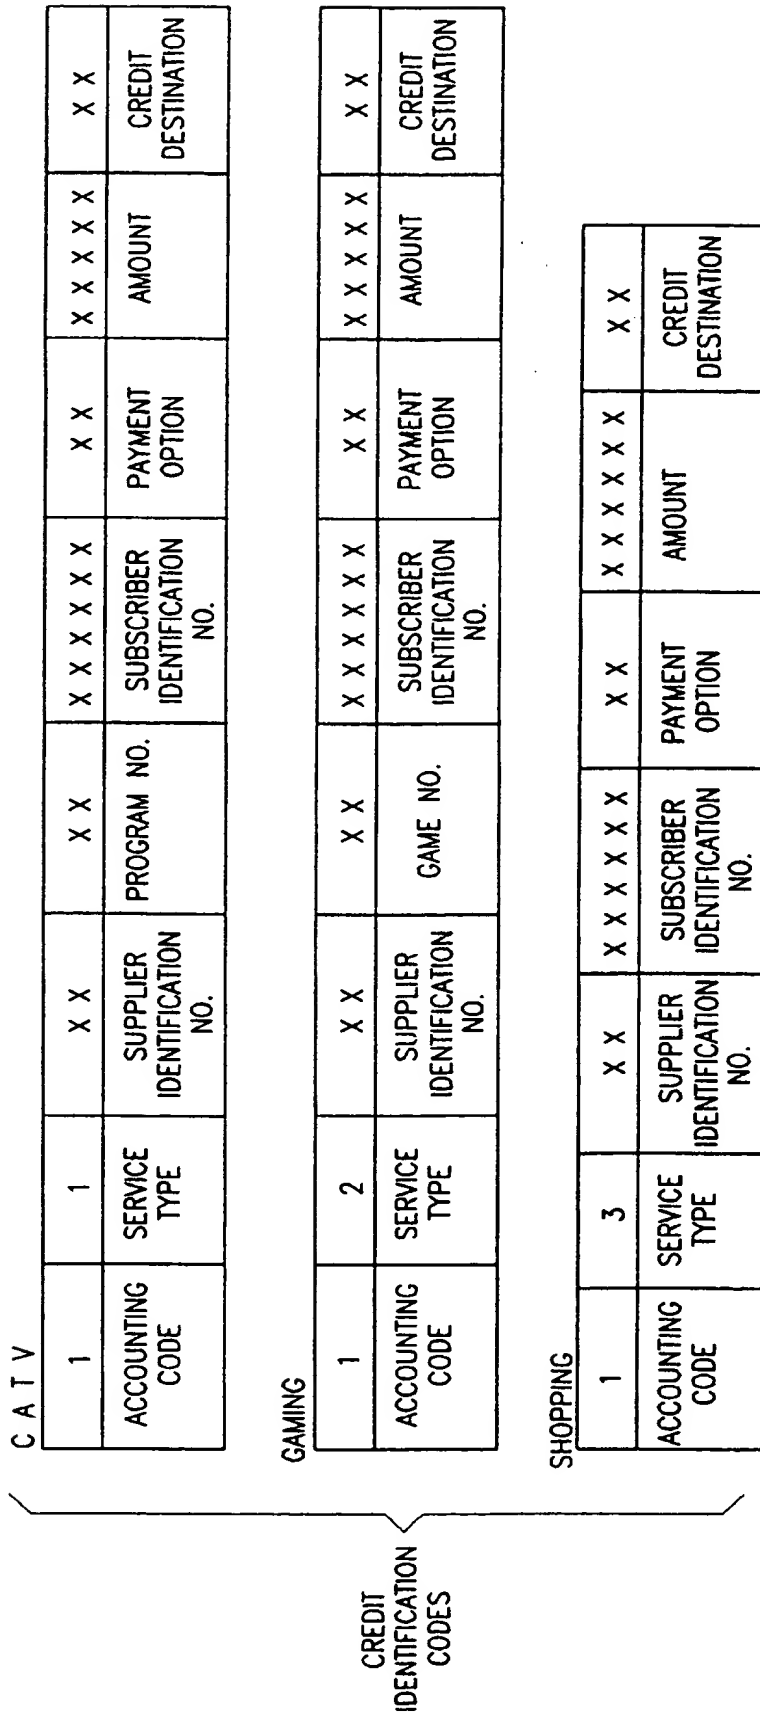 CREDIT
IDENTIFICATION
CODES
C A T V
1 1 X X X X X X X X X X X X X X X X X X X X X
ACCOUNTING CODE
SERVICE TYPE
SUPPLIER IDENTIFICATION NO.
PROGRAM NO.
SUBSCRIBER IDENTIFICATION NO.
PAYMENT OPTION
AMOUNT
CREDIT DESTINATION
GAMING
1 2 X X X X X X X X X X X X X X X X X X X X X
ACCOUNTING CODE
SERVICE TYPE
SUPPLIER IDENTIFICATION NO.
GAME NO.
SUBSCRIBER IDENTIFICATION NO.
PAYMENT OPTION
AMOUNT
CREDIT DESTINATION
SHOPPING
1 3 X X X X X X X X X X X X X X X X X X X
ACCOUNTING CODE
SERVICE TYPE
SUPPLIER IDENTIFICATION NO.
SUBSCRIBER IDENTIFICATION NO.
PAYMENT OPTION
AMOUNT
CREDIT DESTINATION